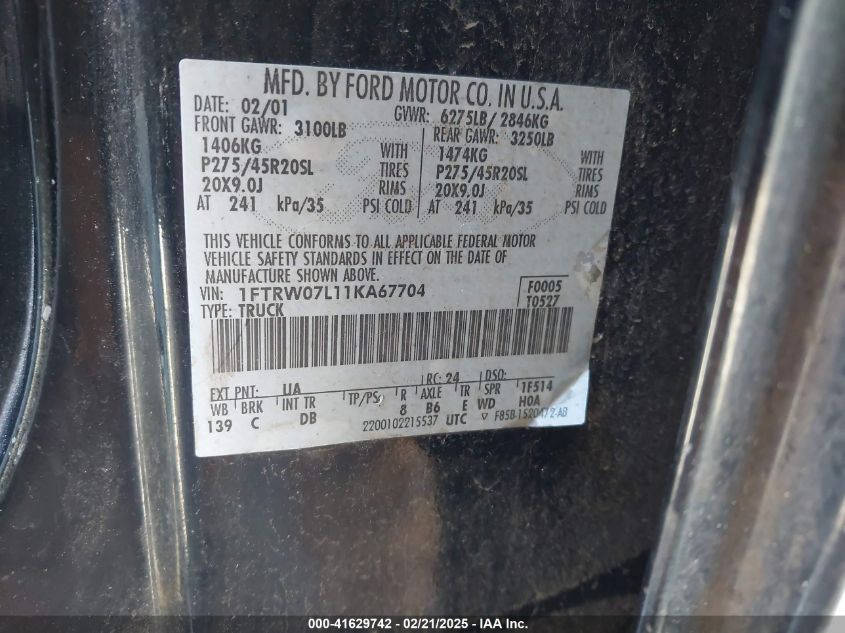 MFD. BY FORD MOTOR CO. IN U.S.A.
DATE: 02/01 GVWR: 6275LB/ 2846KG
FRONT GAWR: 3100LB REAR GAWR: 3250LB
1406KG WITH 1474KG WITH
P275/45R20SL TIRES P275/45R20SL TIRES
20X9.0J RIMS 20X9.0J RIMS
AT 241 kPa/35 PSI COLD AT 241 kPa/35 PSI COLD
THIS VEHICLE CONFORMS TO ALL APPLICABLE FEDERAL MOTOR
VEHICLE SAFETY STANDARDS IN EFFECT ON THE DATE OF
MANUFACTURE SHOWN ABOVE.
VIN: 1FTRW07L11KA67704 F0005
TYPE: TRUCK T0527
EXT PNT: UA RC: 24 DSO:
WB BRK INT TR TP/PS R AXLE TR SPR 1F514
139 C DB 8 B6 E WD H0A
2200102215537 UTC ▽ F85B-1520472-AB
000-41629742 / 02/21/2025 - IAA Inc.